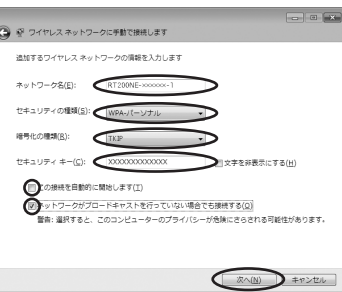 ワイヤレス ネットワークに手動で接続します
追加するワイヤレス ネットワークの情報を入力します
ネットワーク名(E): RT200NE-××××××-1
セキュリティの種類(S): WPA-パーソナル
暗号化の種類(R): TKIP
セキュリティ キー(C): XXXXXXXXXXXXX 文字を非表示にする(H)
この接続を自動的に開始します(T)
ネットワークがブロードキャストを行っていない場合でも接続する(O)
警告: 選択すると、このコンピューターのプライバシーが危険にさらされる可能性があります。
次へ(N) キャンセル